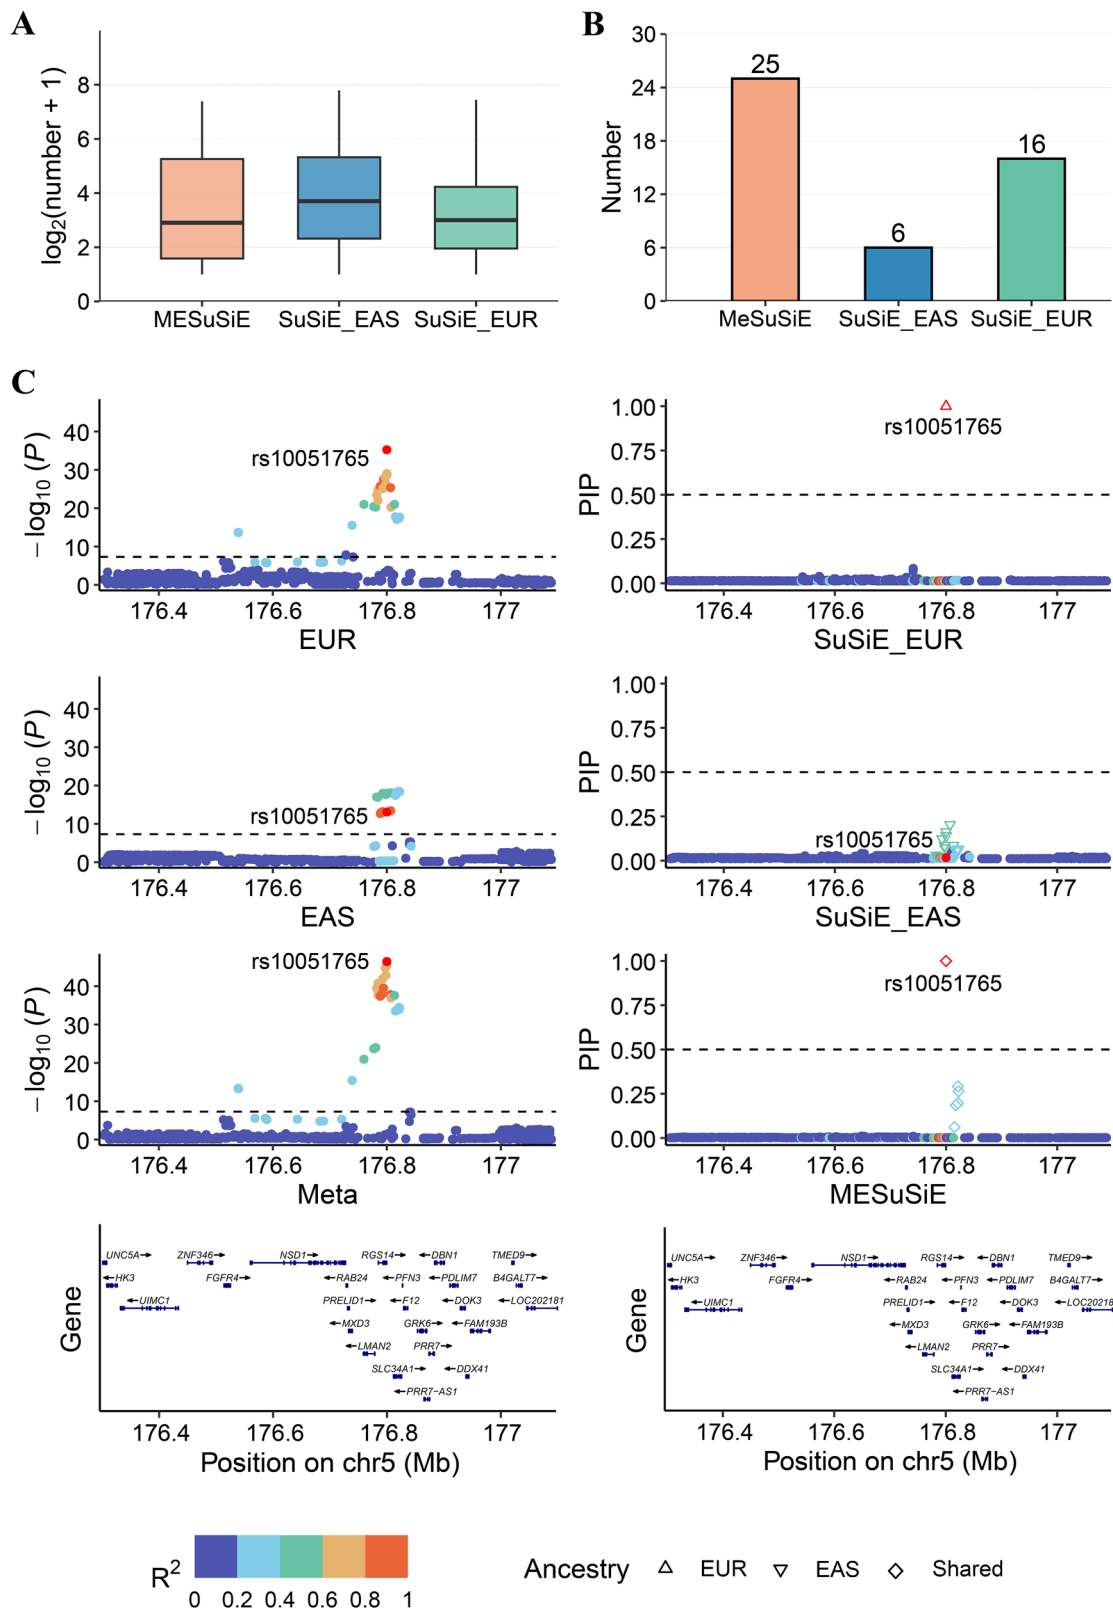 A
log2(number + 1)
8
6
4
2
0
MESuSiE SuSiE_EAS SuSiE_EUR
B
Number
30
24
18
12
6
0
25
6
16
MeSuSiE SuSiE_EAS SuSiE_EUR
C
− log10 (P)
40
30
20
10
0
rs10051765
176.4 176.6 176.8 177
EUR
PIP
1.00
0.75
0.50
0.25
0.00
rs10051765
176.4 176.6 176.8 177
SuSiE_EUR
− log10 (P)
40
30
20
10
0
rs10051765
176.4 176.6 176.8 177
EAS
PIP
1.00
0.75
0.50
0.25
0.00
rs10051765
176.4 176.6 176.8 177
SuSiE_EAS
− log10 (P)
40
30
20
10
0
rs10051765
176.4 176.6 176.8 177
Meta
PIP
1.00
0.75
0.50
0.25
0.00
rs10051765
176.4 176.6 176.8 177
MESuSiE
Gene
UNC5A→ ZNF346→ NSD1→ RGS14→ ←DBN1 TMED9→
←HK3 FGFR4→ ←RAB24 ←PFN3 ←PDLIM7 B4GALT7→
←UIMC1 PRELID1→ ←F12 ←DOK3 ←LOC202181
←MXD3 GRK6→ ←FAM193B
←LMAN2 PRR7→
SLC34A1→ ←DDX41
←PRR7−AS1
176.4 176.6 176.8 177
Position on chr5 (Mb)
Gene
UNC5A→ ZNF346→ NSD1→ RGS14→ ←DBN1 TMED9→
←HK3 FGFR4→ ←RAB24 ←PFN3 ←PDLIM7 B4GALT7→
←UIMC1 PRELID1→ ←F12 ←DOK3 ←LOC20218
←MXD3 GRK6→ ←FAM193B
←LMAN2 PRR7→
SLC34A1→ ←DDX41
←PRR7−AS1
176.4 176.6 176.8 177
Position on chr5 (Mb)
R2
0 0.2 0.4 0.6 0.8 1
Ancestry △ EUR ▽ EAS ◇ Shared